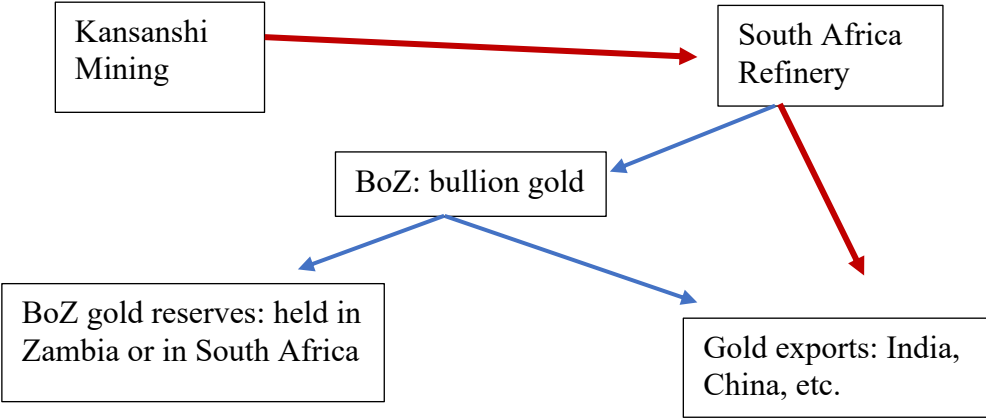 Kansanshi
Mining
South Africa
Refinery
BoZ: bullion gold
BoZ gold reserves: held in
Zambia or in South Africa
Gold exports: India,
China, etc.